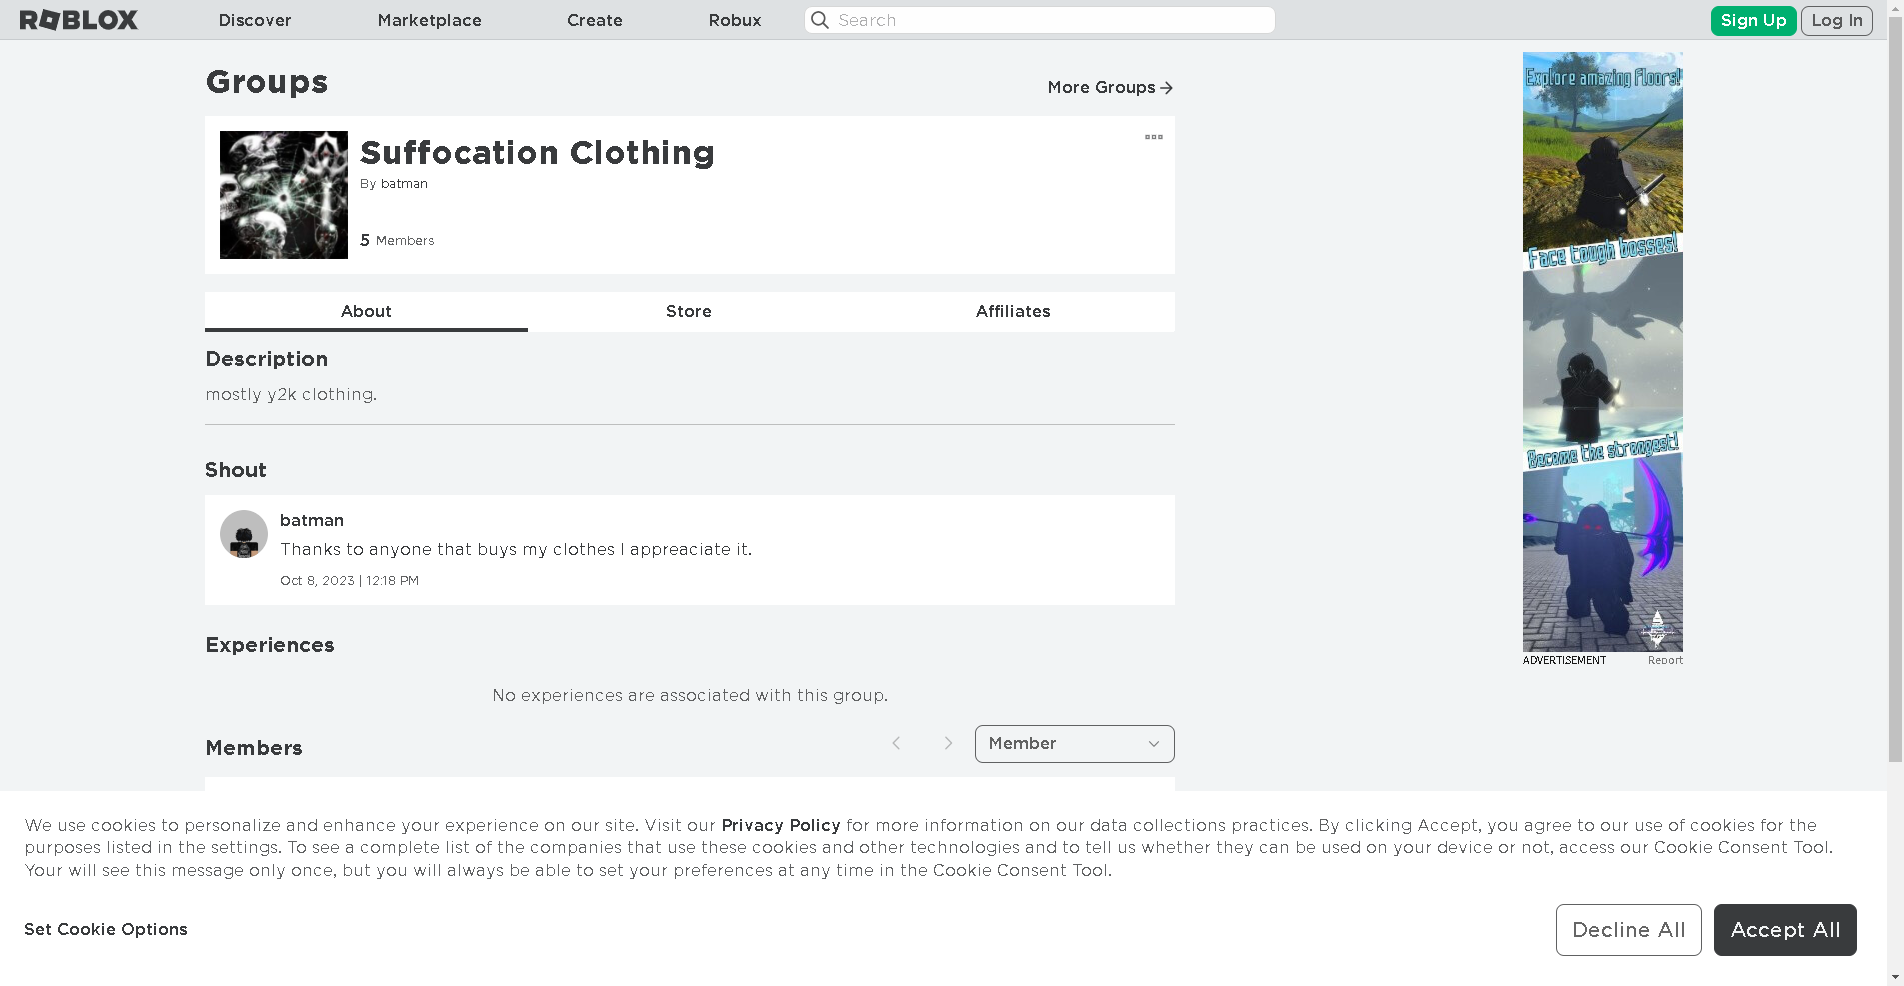 ROBLOX
Discover
Marketplace
Create
Robux
Search
Sign Up
Log In
Groups
More Groups
Suffocation Clothing
By batman
5 Members
About
Store
Affiliates
Description
mostly y2k clothing.
Shout
batman
Thanks to anyone that buys my clothes I appreaciate it.
Oct 8, 2023 | 12:18 PM
Experiences
No experiences are associated with this group.
Members
Member
Explore amazing floors!
Face tough bosses!
Become the strongest!
ADVERTISEMENT
Report
We use cookies to personalize and enhance your experience on our site. Visit our Privacy Policy for more information on our data collections practices. By clicking Accept, you agree to our use of cookies for the
purposes listed in the settings. To see a complete list of the companies that use these cookies and other technologies and to tell us whether they can be used on your device or not, access our Cookie Consent Tool.
Your will see this message only once, but you will always be able to set your preferences at any time in the Cookie Consent Tool.
Set Cookie Options
Decline All
Accept All